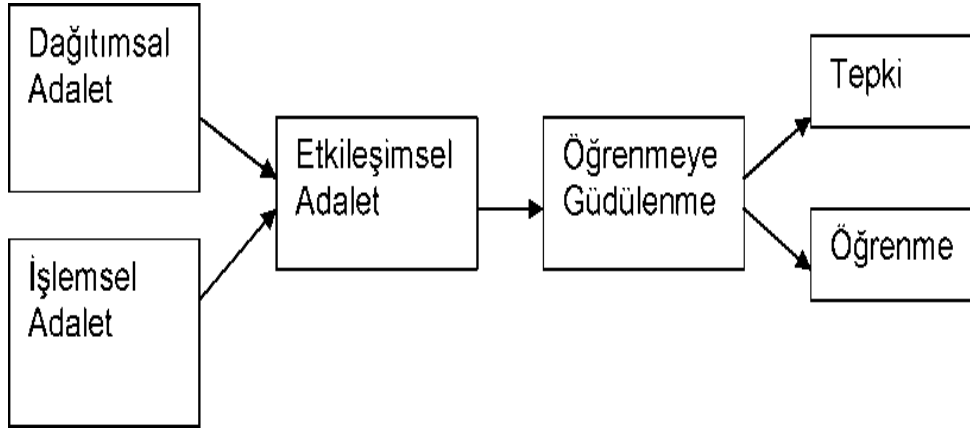 Dağıtımsal
Adalet
İşlemsel
Adalet
Etkileşimsel
Adalet
Öğrenmeye
Güdülenme
Tepki
Öğrenme